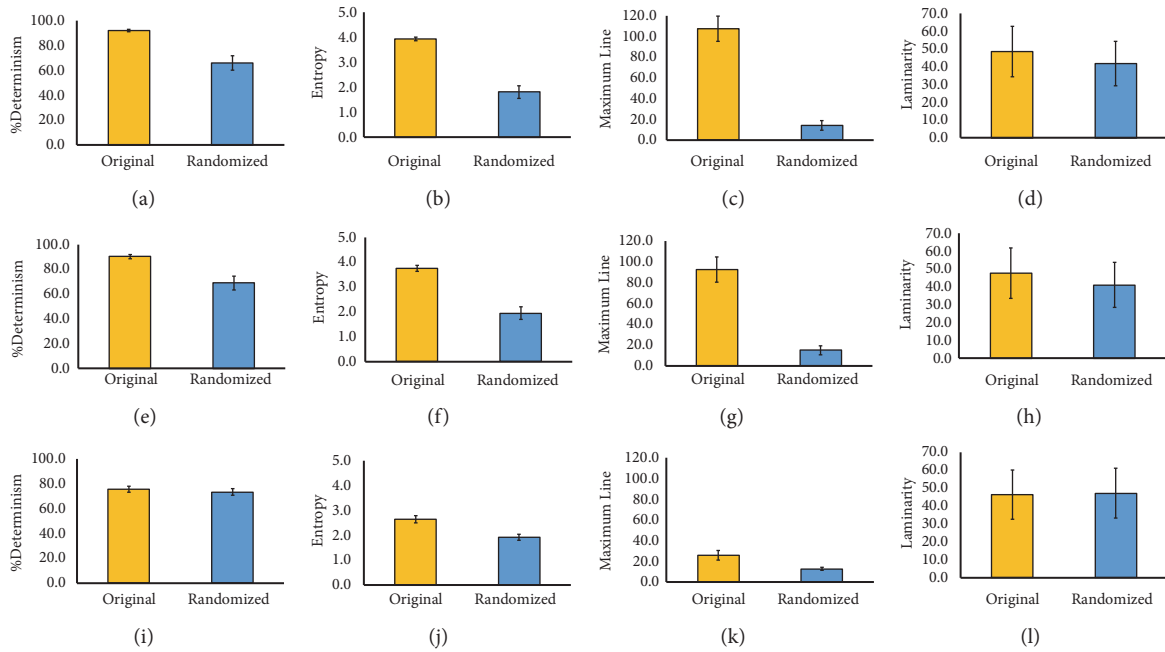 %Determinism
100.0
80.0
60.0
40.0
20.0
0.0
Original Randomized
(a)
Entropy
5.0
4.0
3.0
2.0
1.0
0.0
Original Randomized
(b)
Maximum Line
120.0
100.0
80.0
60.0
40.0
20.0
0.0
Original Randomized
(c)
Laminarity
70.0
60.0
50.0
40.0
30.0
20.0
10.0
0.0
Original Randomized
(d)
%Determinism
100.0
80.0
60.0
40.0
20.0
0.0
Original Randomized
(e)
Entropy
5.0
4.0
3.0
2.0
1.0
0.0
Original Randomized
(f)
Maximum Line
120.0
100.0
80.0
60.0
40.0
20.0
0.0
Original Randomized
(g)
Laminarity
70.0
60.0
50.0
40.0
30.0
20.0
10.0
0.0
Original Randomized
(h)
%Determinism
100.0
80.0
60.0
40.0
20.0
0.0
Original Randomized
(i)
Entropy
5.0
4.0
3.0
2.0
1.0
0.0
Original Randomized
(j)
Maximum Line
120.0
100.0
80.0
60.0
40.0
20.0
0.0
Original Randomized
(k)
Laminarity
70.0
60.0
50.0
40.0
30.0
20.0
10.0
0.0
Original Randomized
(l)